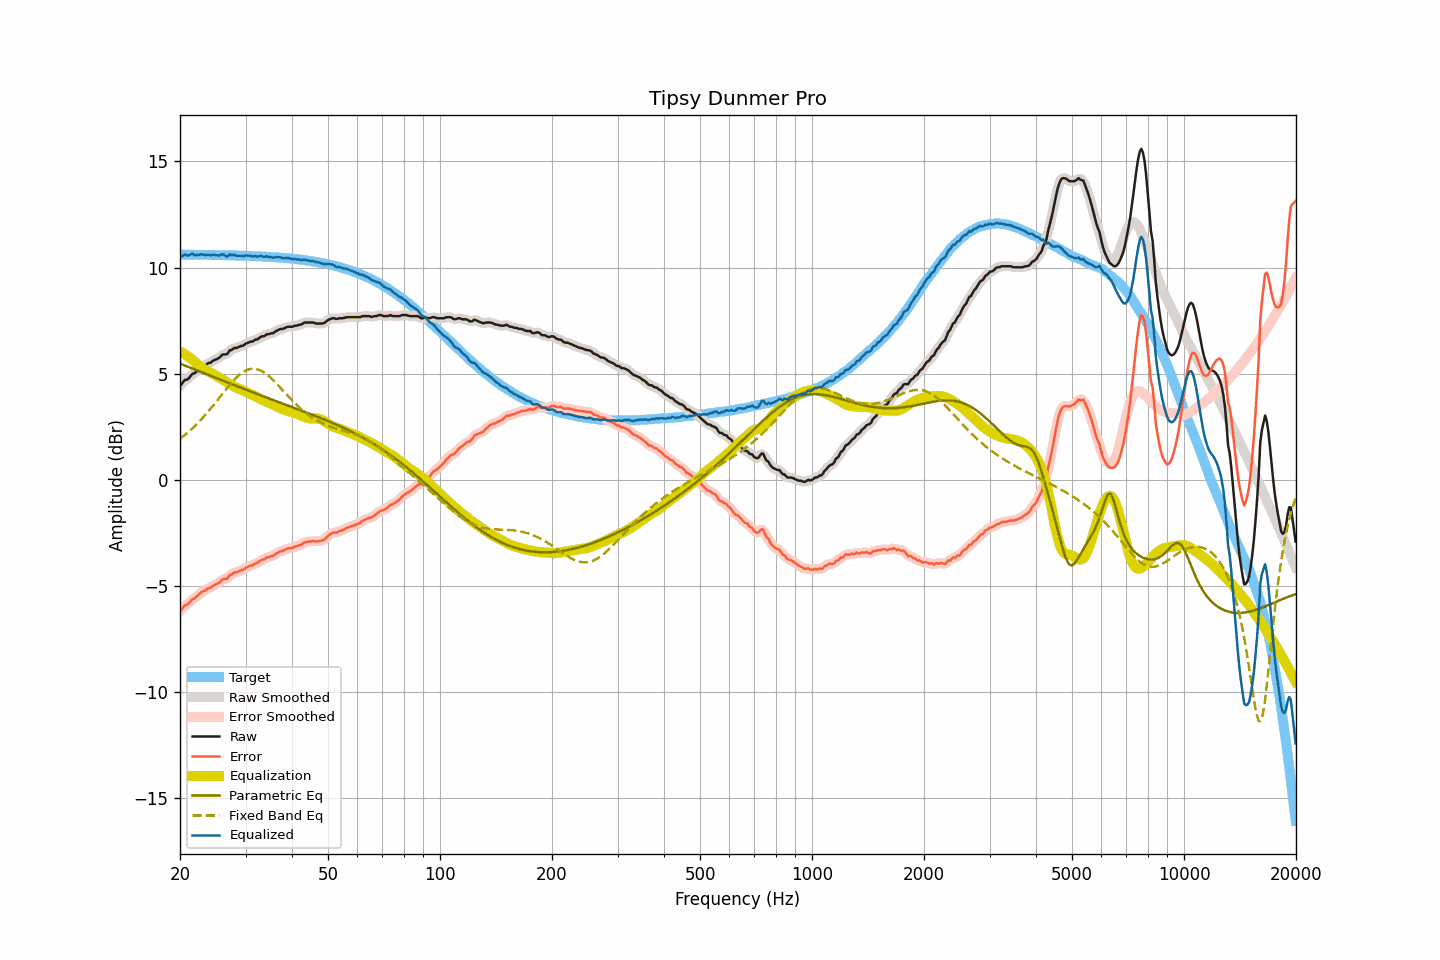 Tipsy Dunmer Pro
Amplitude (dBr)
15
10
5
0
−5
−10
−15
Target
Raw Smoothed
Error Smoothed
Raw
Error
Equalization
Parametric Eq
Fixed Band Eq
Equalized
20 50 100 200 500 1000 2000 5000 10000 20000
Frequency (Hz)